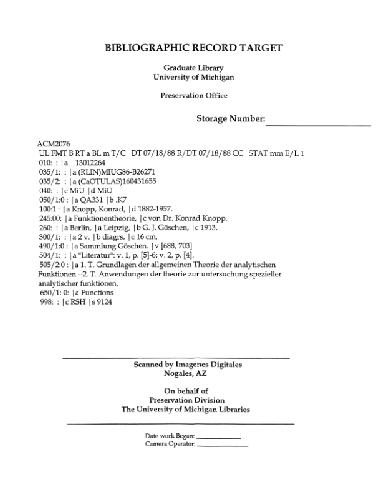 BIBLIOGRAPHIC RECORD TARGET
Graduate Library
University of Michigan
Preservation Office
Storage Number:
ACM2076
UL FMT B RT a BL m T/C DT 07/18/88 R/DT 07/18/88 CC STAT mm E/L 1
010: : |a 13012264
035/1: : |a (RLIN)MIUG86-B26271
035/2: : |a (CaOTULAS)160431655
040: : |c MiU |d MiU
050/1:0: |a QA331 |b .K7
100:1 : |a Knopp, Konrad, |d 1882-1957.
245:00: |a Funktionentheorie, |c von Dr. Konrad Knopp.
260: : |a Berlin, |a Leipzig, |b G. J. Göschen, |c 1913.
300/1: : |a 2 v. |b diagrs. |c 16 cm.
490/1:0 : |a Sammlung Göschen. |v [668, 703]
504/1: : |a "Literatur": v. 1, p. [5]-6; v. 2, p. [4].
505/2:0 : |a 1. T. Grundlagen der allgemeinen Theorie der analytischen
Funktionen.--2. T. Anwendungen der theorie zur untersuchung spezieller
analytischer funktionen.
650/1: 0: |a Functions
998: : |c RSH |s 9124
Scanned by Imagenes Digitales
Nogales, AZ
On behalf of
Preservation Division
The University of Michigan Libraries
Date work Began:
Camera Operator: